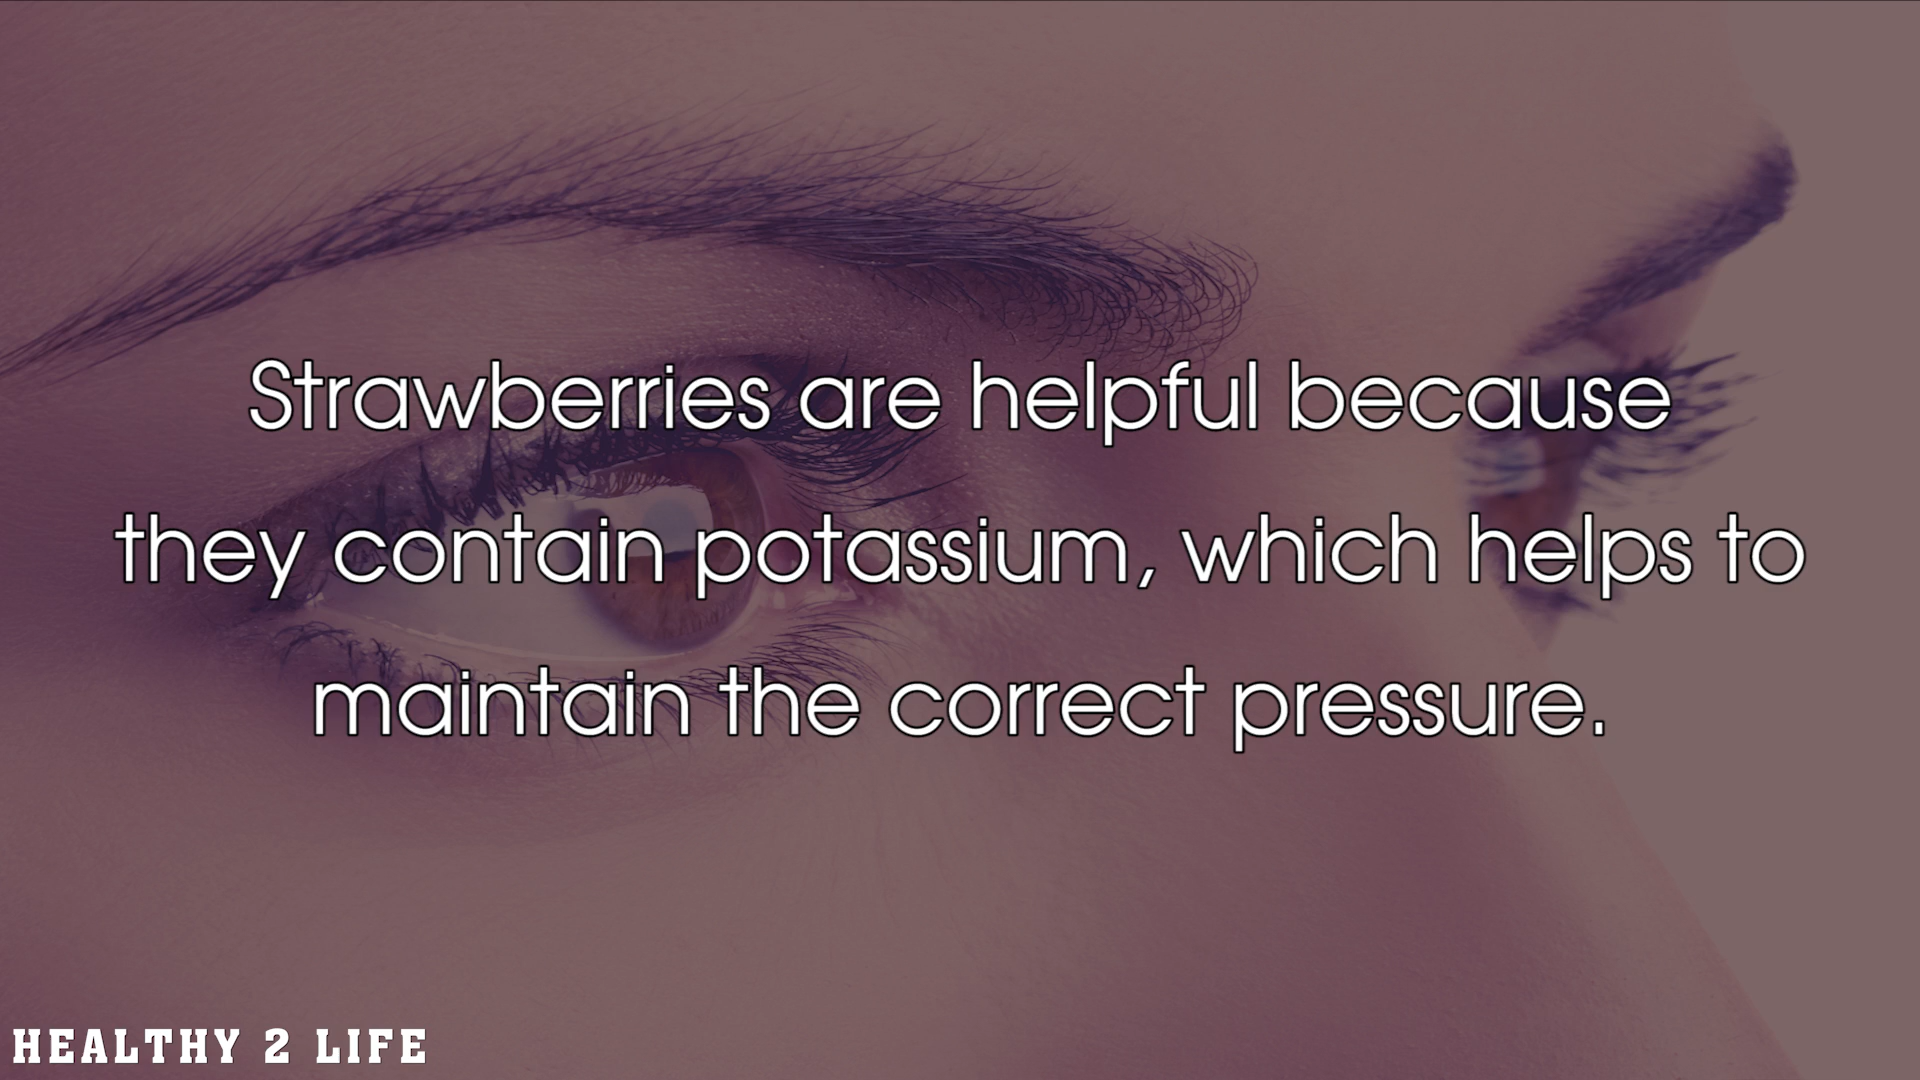 Strawberries are helpful because
they contain potassium, which helps to
maintain the correct pressure.
HEALTHY 2 LIFE